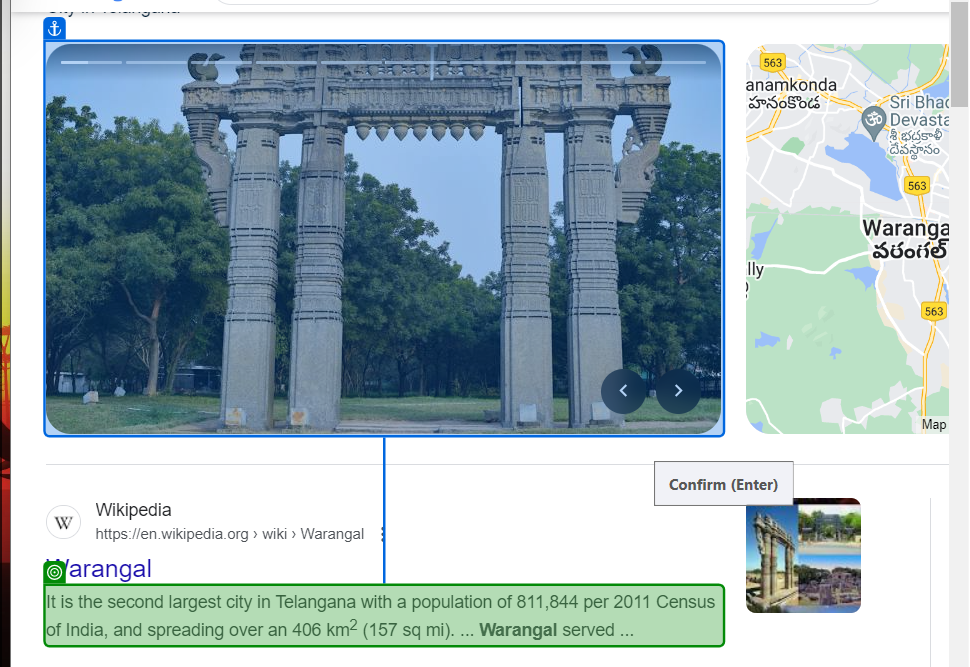 City in Telangana
563
anamkonda
హనంకొండ
Sri Bhad
Devasta
శ్రీ భద్రకాళీ
దేవస్థానం
563
Waranga
వరంగల్
lly
563
Map
Confirm (Enter)
W
Wikipedia
https://en.wikipedia.org › wiki › Warangal
Warangal
It is the second largest city in Telangana with a population of 811,844 per 2011 Census
of India, and spreading over an 406 km² (157 sq mi). ... Warangal served ...